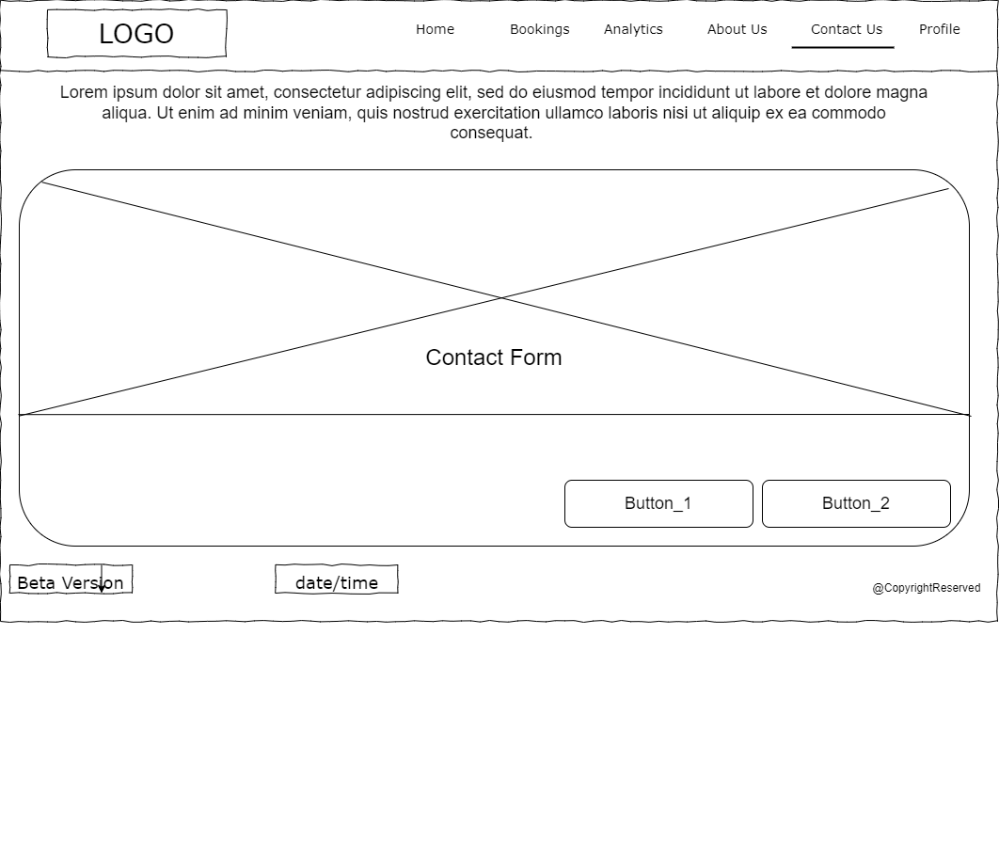 LOGO
Home Bookings Analytics About Us Contact Us Profile
Lorem ipsum dolor sit amet, consectetur adipiscing elit, sed do eiusmod tempor incididunt ut labore et dolore magna
aliqua. Ut enim ad minim veniam, quis nostrud exercitation ullamco laboris nisi ut aliquip ex ea commodo
consequat.
Contact Form
Button_1 Button_2
Beta Version date/time @CopyrightReserved